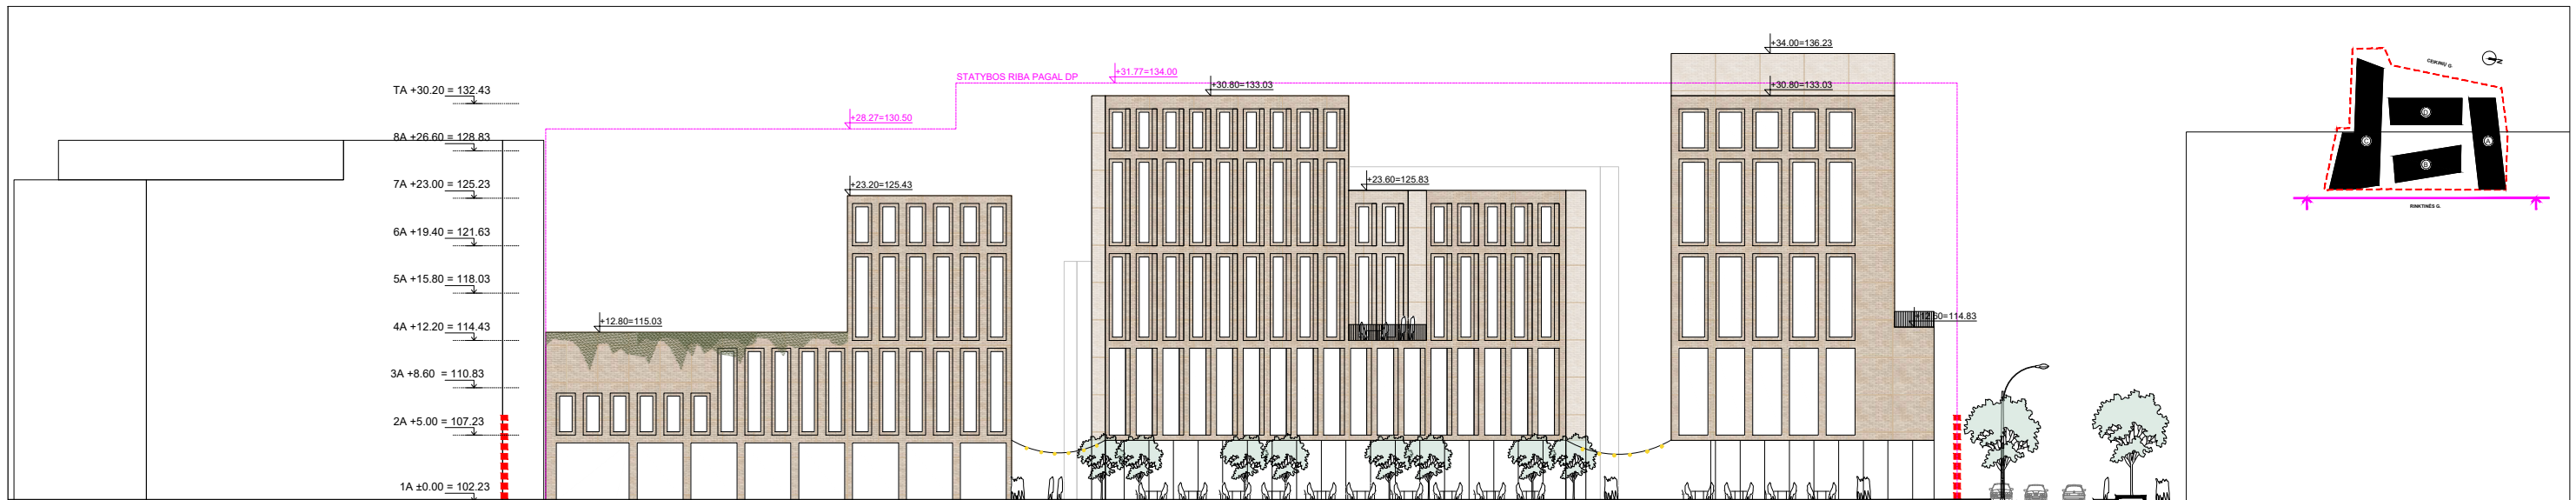 TA +30.20 = 132.43
8A +26.60 = 128.83
7A +23.00 = 125.23
6A +19.40 = 121.63
5A +15.80 = 118.03
4A +12.20 = 114.43
3A +8.60 = 110.83
2A +5.00 = 107.23
1A ±0.00 = 102.23
+12.80=115.03
+28.27=130.50
+23.20=125.43
STATYBOS RIBA PAGAL DP
+31.77=134.00
+30.80=133.03
+23.60=125.83
+34.00=136.23
+30.80=133.03
+12.60=114.83
CEIKINIŲ G.
N
D
C
A
B
RINKTINĖS G.